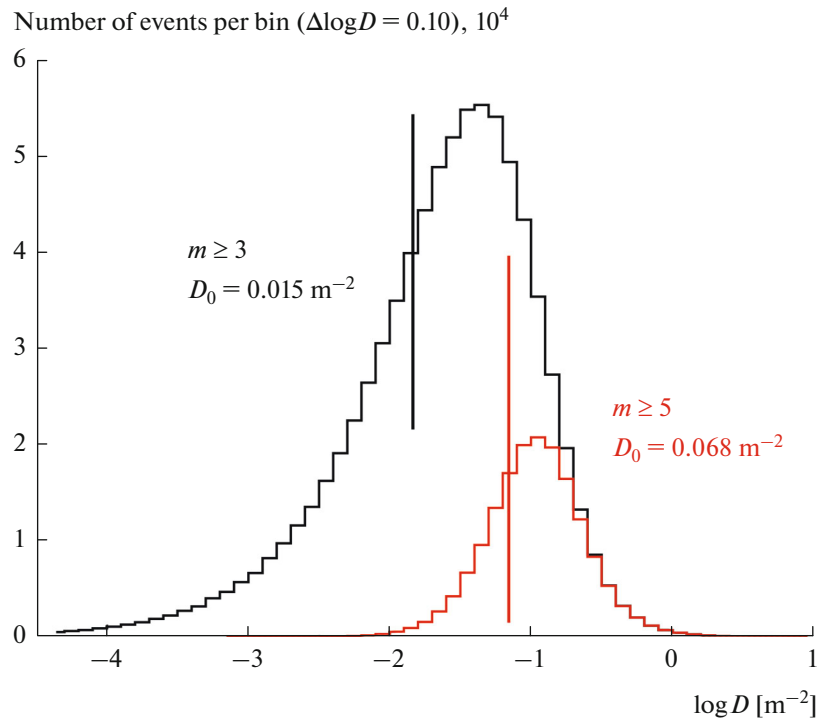 Number of events per bin (ΔlogD = 0.10), 10⁴
6
5
4
3
2
1
0
m ≥ 3
D₀ = 0.015 m⁻²
m ≥ 5
D₀ = 0.068 m⁻²
−4 −3 −2 −1 0 1
log D [m⁻²]